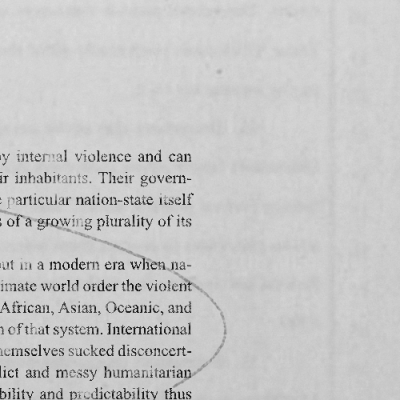 by internal violence and can
ir inhabitants. Their govern-
particular nation-state itself
of a growing plurality of its
out in a modern era when na-
imate world order the violent
African, Asian, Oceanic, and
of that system. International
hemselves sucked disconcert-
lict and messy humanitarian
bility and predictability thus